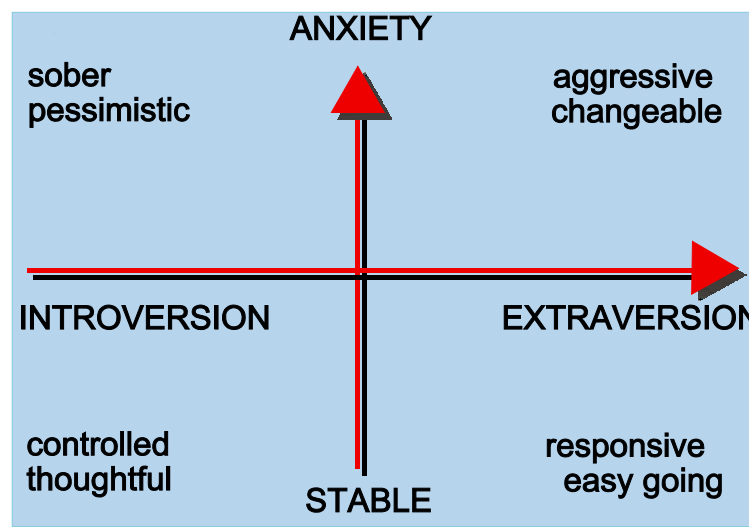 ANXIETY
sober
pessimistic
aggressive
changeable
INTROVERSION
EXTRAVERSION
controlled
thoughtful
responsive
easy going
STABLE